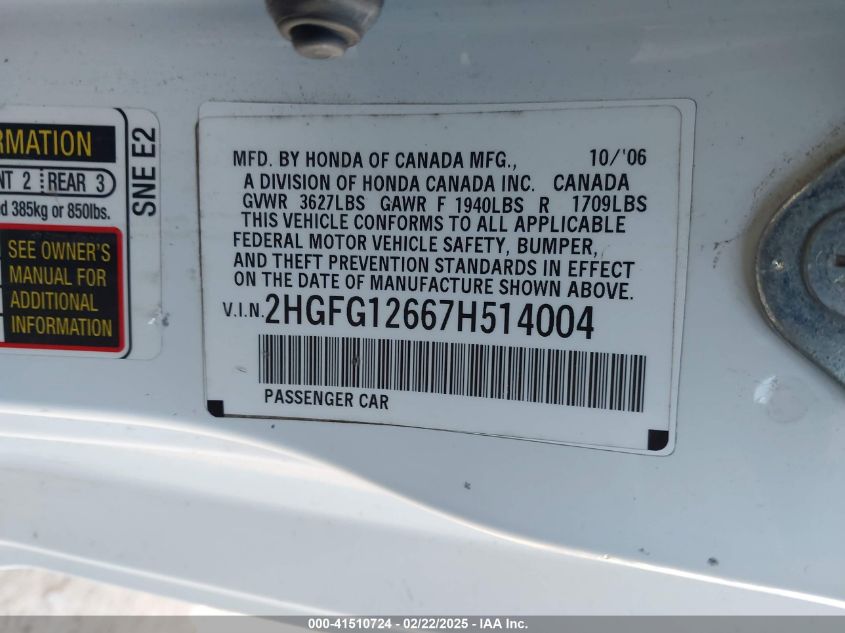 RMATION
NT 2 REAR 3
d 385kg or 850lbs.
SEE OWNER'S
MANUAL FOR
ADDITIONAL
INFORMATION
SNE E2
MFD. BY HONDA OF CANADA MFG., 10/'06
A DIVISION OF HONDA CANADA INC. CANADA
GVWR 3627LBS GAWR F 1940LBS R 1709LBS
THIS VEHICLE CONFORMS TO ALL APPLICABLE
FEDERAL MOTOR VEHICLE SAFETY, BUMPER,
AND THEFT PREVENTION STANDARDS IN EFFECT
ON THE DATE OF MANUFACTURE SHOWN ABOVE.
V.I.N. 2HGFG12667H514004
PASSENGER CAR
000-41510724 - 02/22/2025 - IAA Inc.